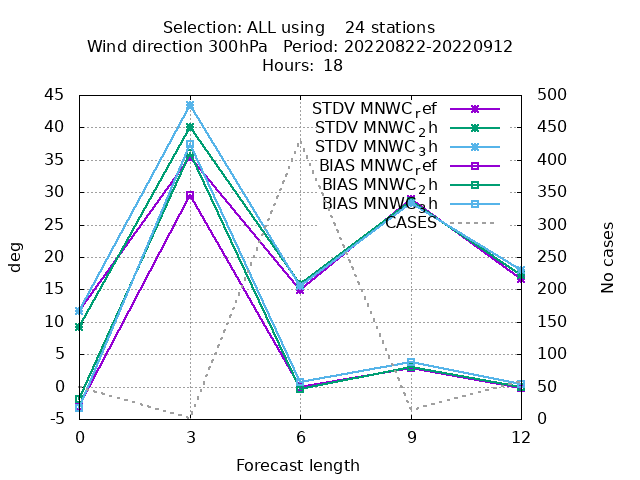 Selection: ALL using    24 stations
Wind direction 300hPa   Period: 20220822-20220912
Hours: 18
STDV MNWC_ref
STDV MNWC_2h
STDV MNWC_3h
BIAS MNWC_ref
BIAS MNWC_2h
BIAS MNWC_3h
CASES
45
40
35
30
25
20
15
10
5
0
-5
deg
500
450
400
350
300
250
200
150
100
50
0
No cases
0 3 6 9 12
Forecast length